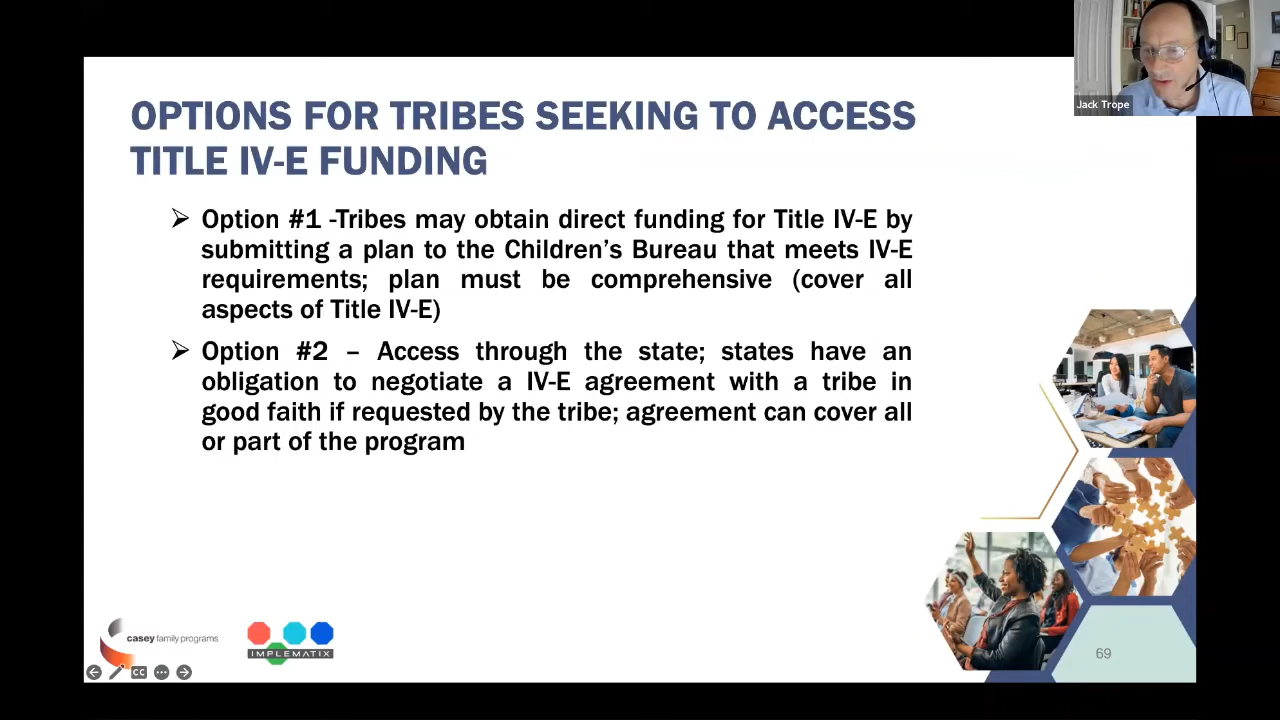 Jack Trope
OPTIONS FOR TRIBES SEEKING TO ACCESS
TITLE IV-E FUNDING
➢ Option #1 -Tribes may obtain direct funding for Title IV-E by
submitting a plan to the Children’s Bureau that meets IV-E
requirements; plan must be comprehensive (cover all
aspects of Title IV-E)
➢ Option #2 – Access through the state; states have an
obligation to negotiate a IV-E agreement with a tribe in
good faith if requested by the tribe; agreement can cover all
or part of the program
casey family programs
IMPLEMATIX
CC
69